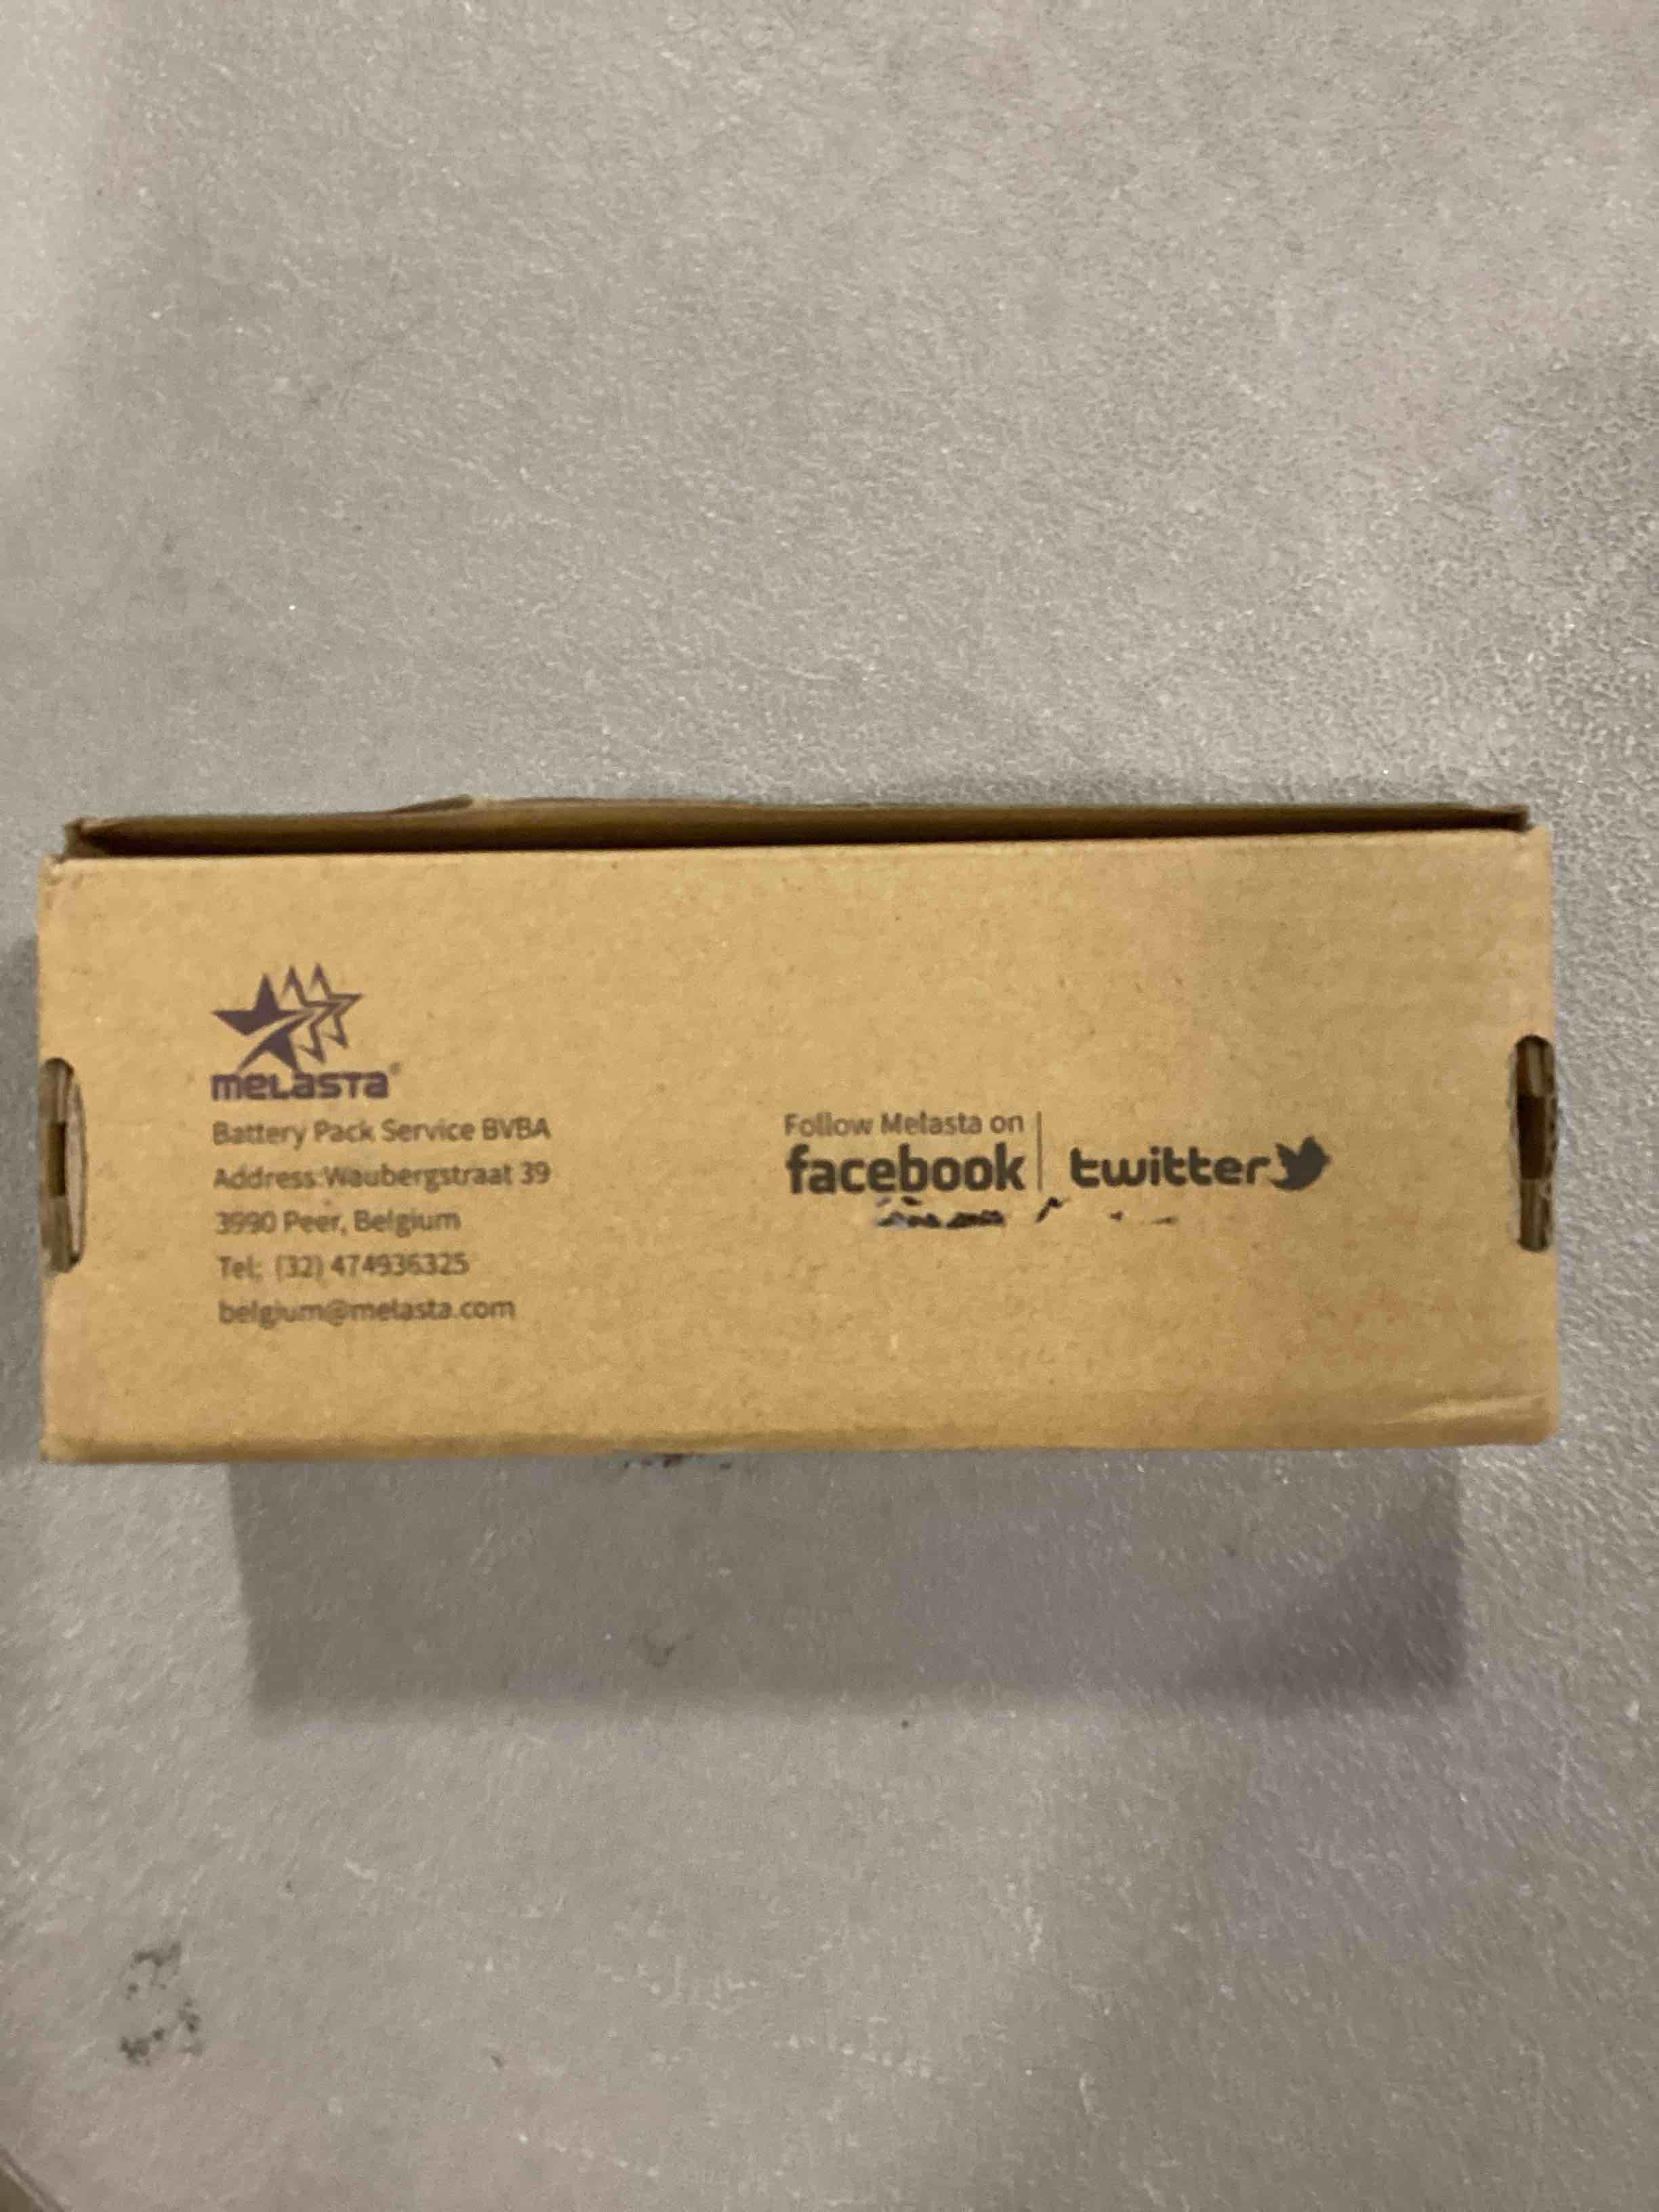 melasta®
Battery Pack Service BVBA
Address:Waubergstraat 39
3990 Peer, Belgium
Tel: (32) 474936325
belgium@melasta.com
Follow Melasta on
facebook | twitter